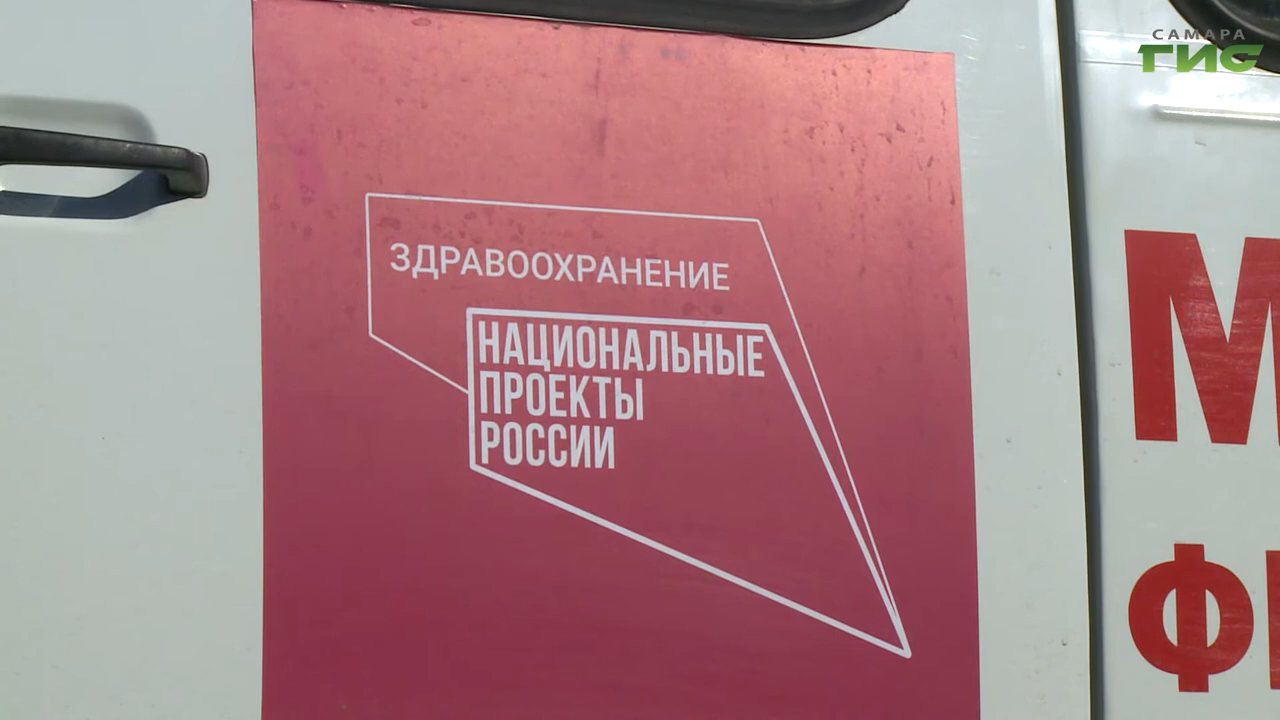 САМАРА
ГИС
ЗДРАВООХРАНЕНИЕ
НАЦИОНАЛЬНЫЕ
ПРОЕКТЫ
РОССИИ